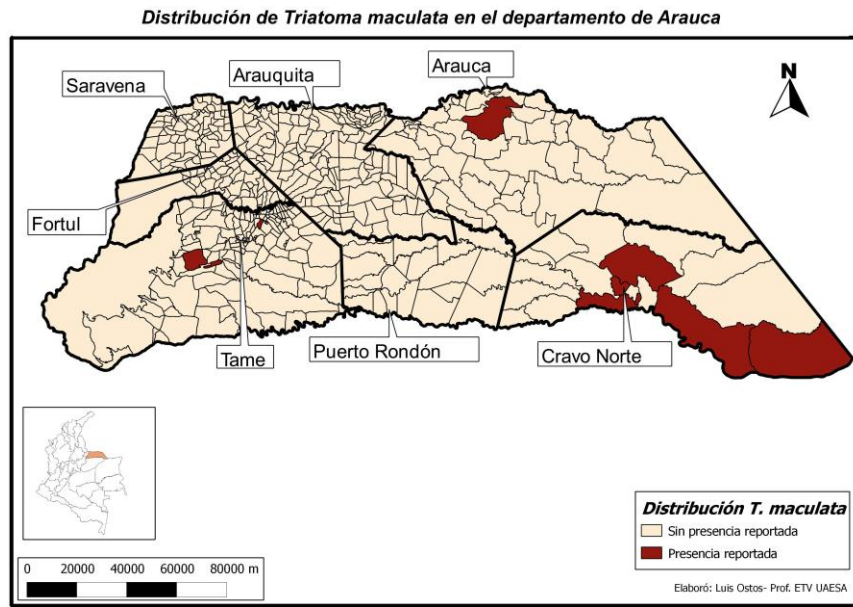 Distribución de Triatoma maculata en el departamento de Arauca
Saravena
Arauquita
Arauca
N
Fortul
Tame
Puerto Rondón
Cravo Norte
Distribución T. maculata
Sin presencia reportada
Presencia reportada
0 20000 40000 60000 80000 m
Elaboró: Luis Ostos- Prof. ETV UAESA